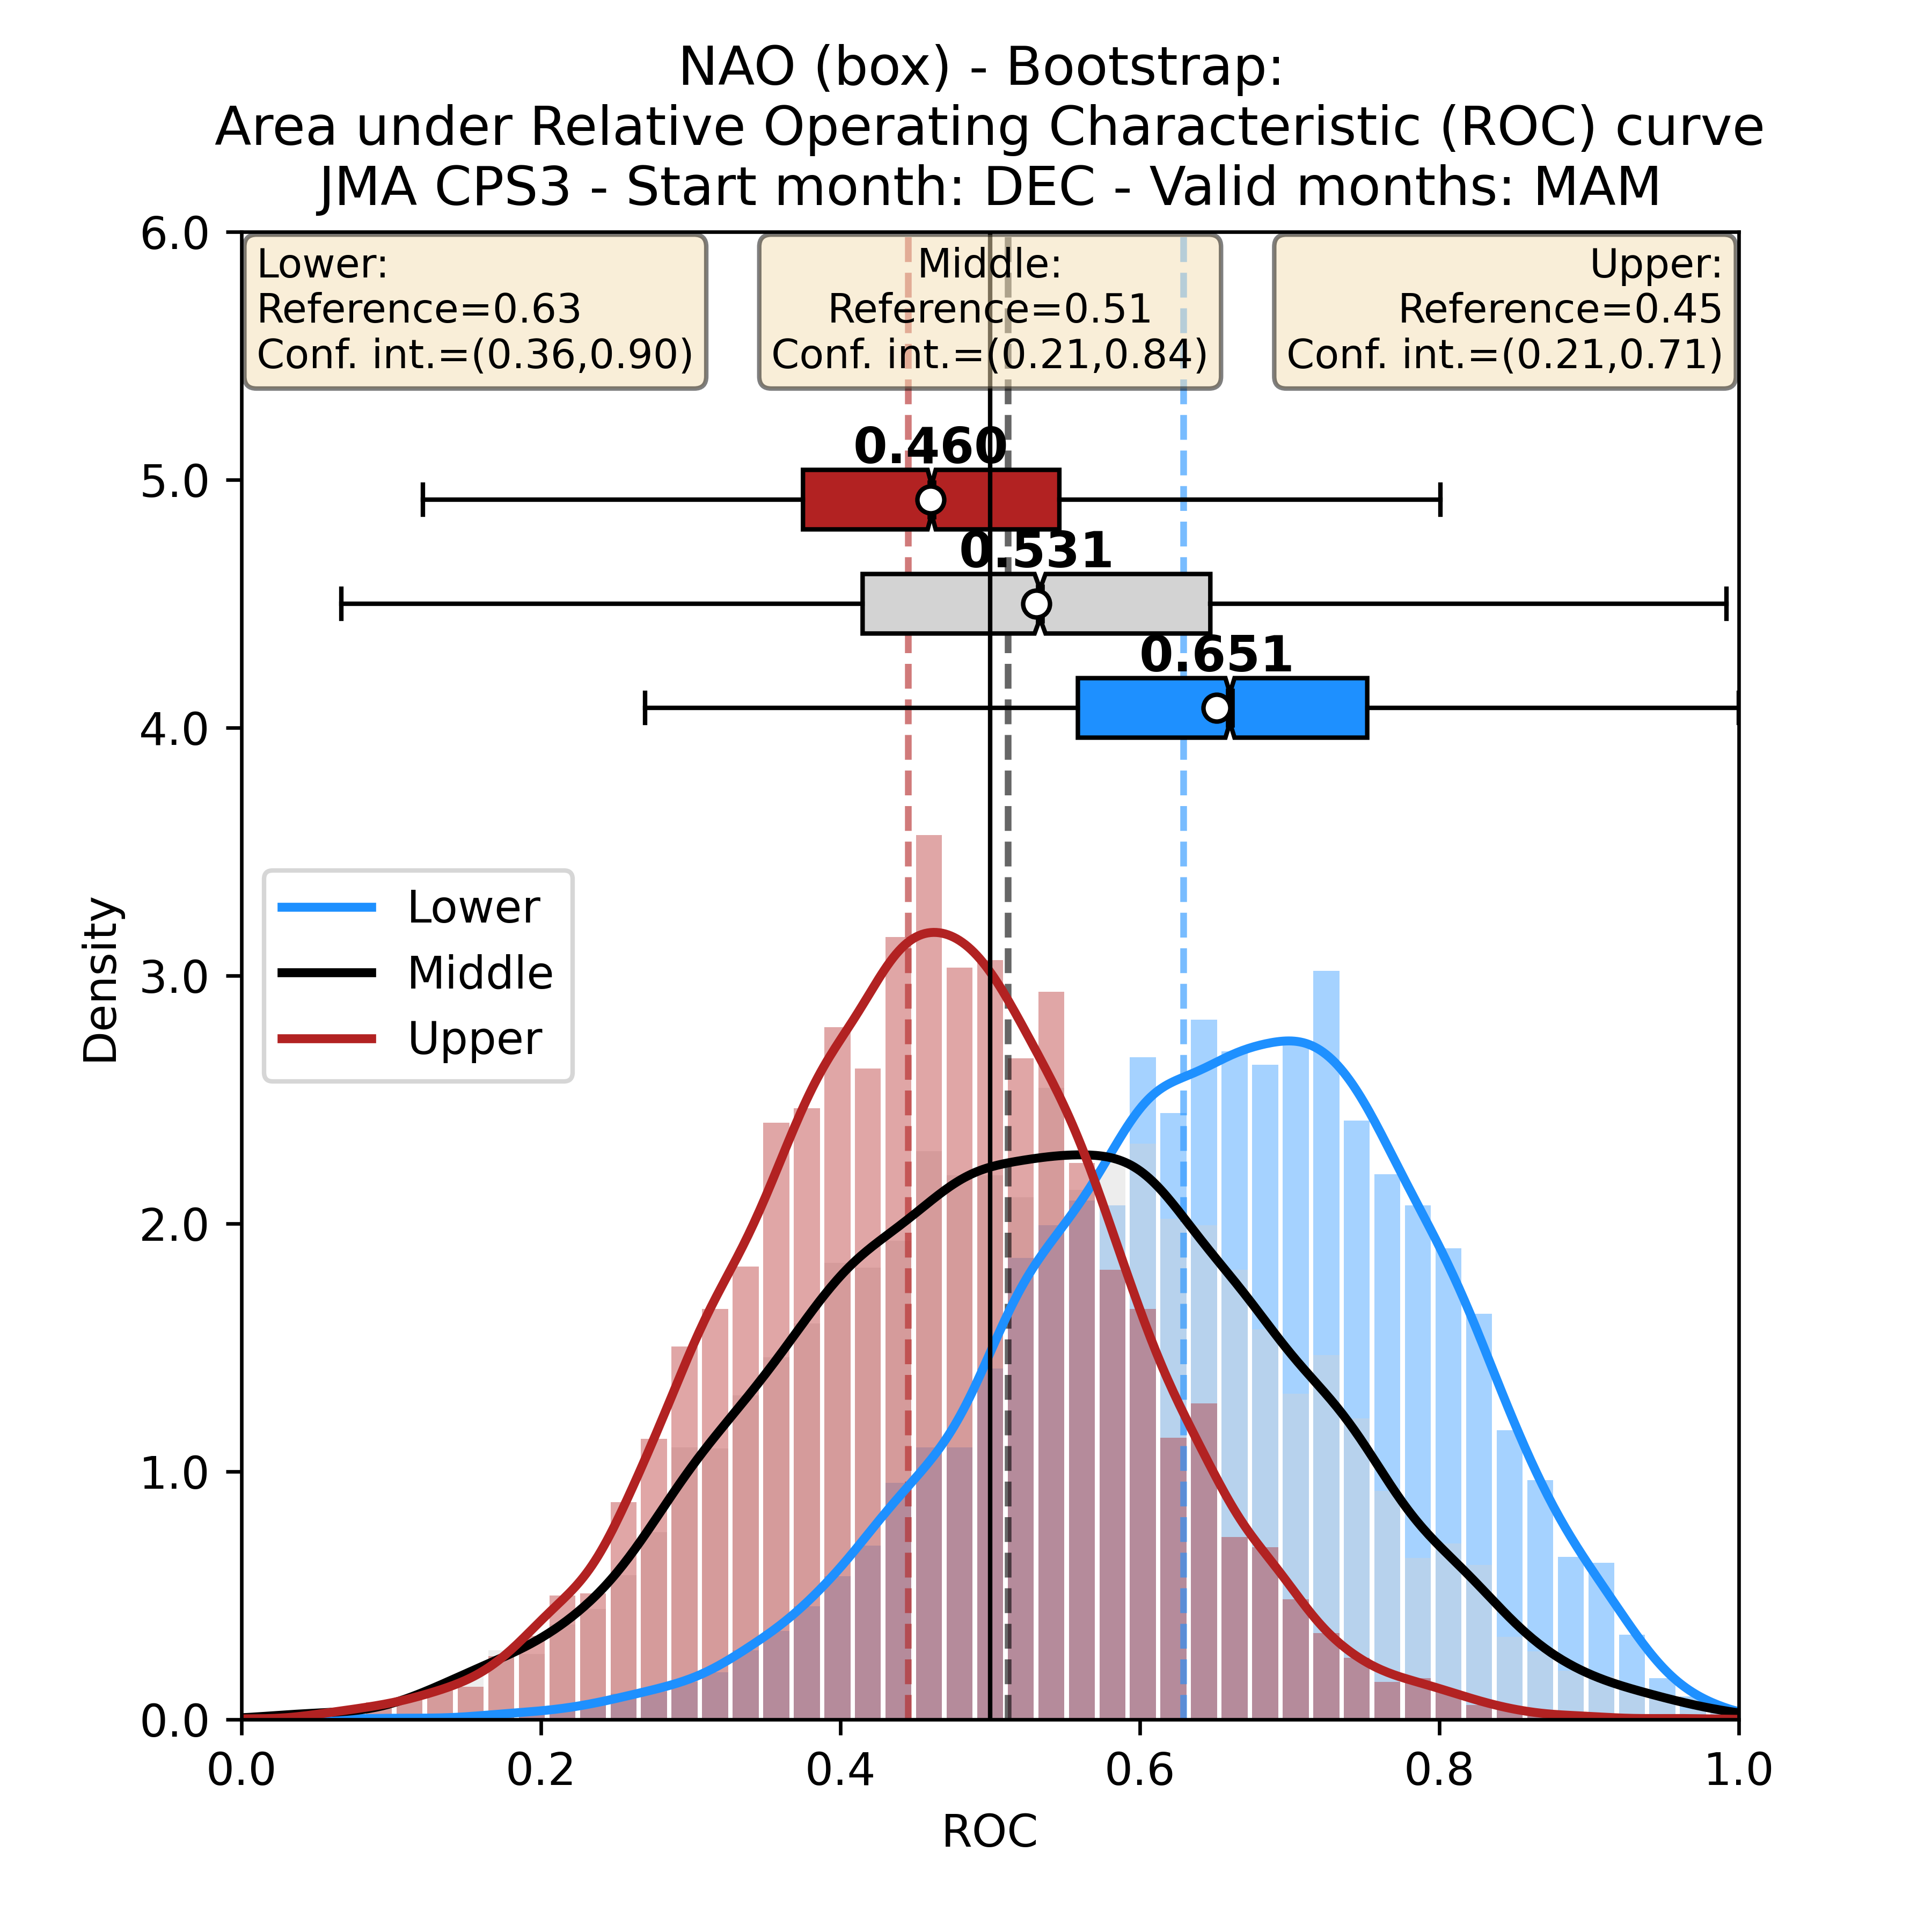 NAO (box) - Bootstrap:
Area under Relative Operating Characteristic (ROC) curve
JMA CPS3 - Start month: DEC - Valid months: MAM
Lower:
Reference=0.63
Conf. int.=(0.36,0.90)
Middle:
Reference=0.51
Conf. int.=(0.21,0.84)
Upper:
Reference=0.45
Conf. int.=(0.21,0.71)
0.460
0.531
0.651
Lower
Middle
Upper
Density
6.0
5.0
4.0
3.0
2.0
1.0
0.0
0.0 0.2 0.4 0.6 0.8 1.0
ROC